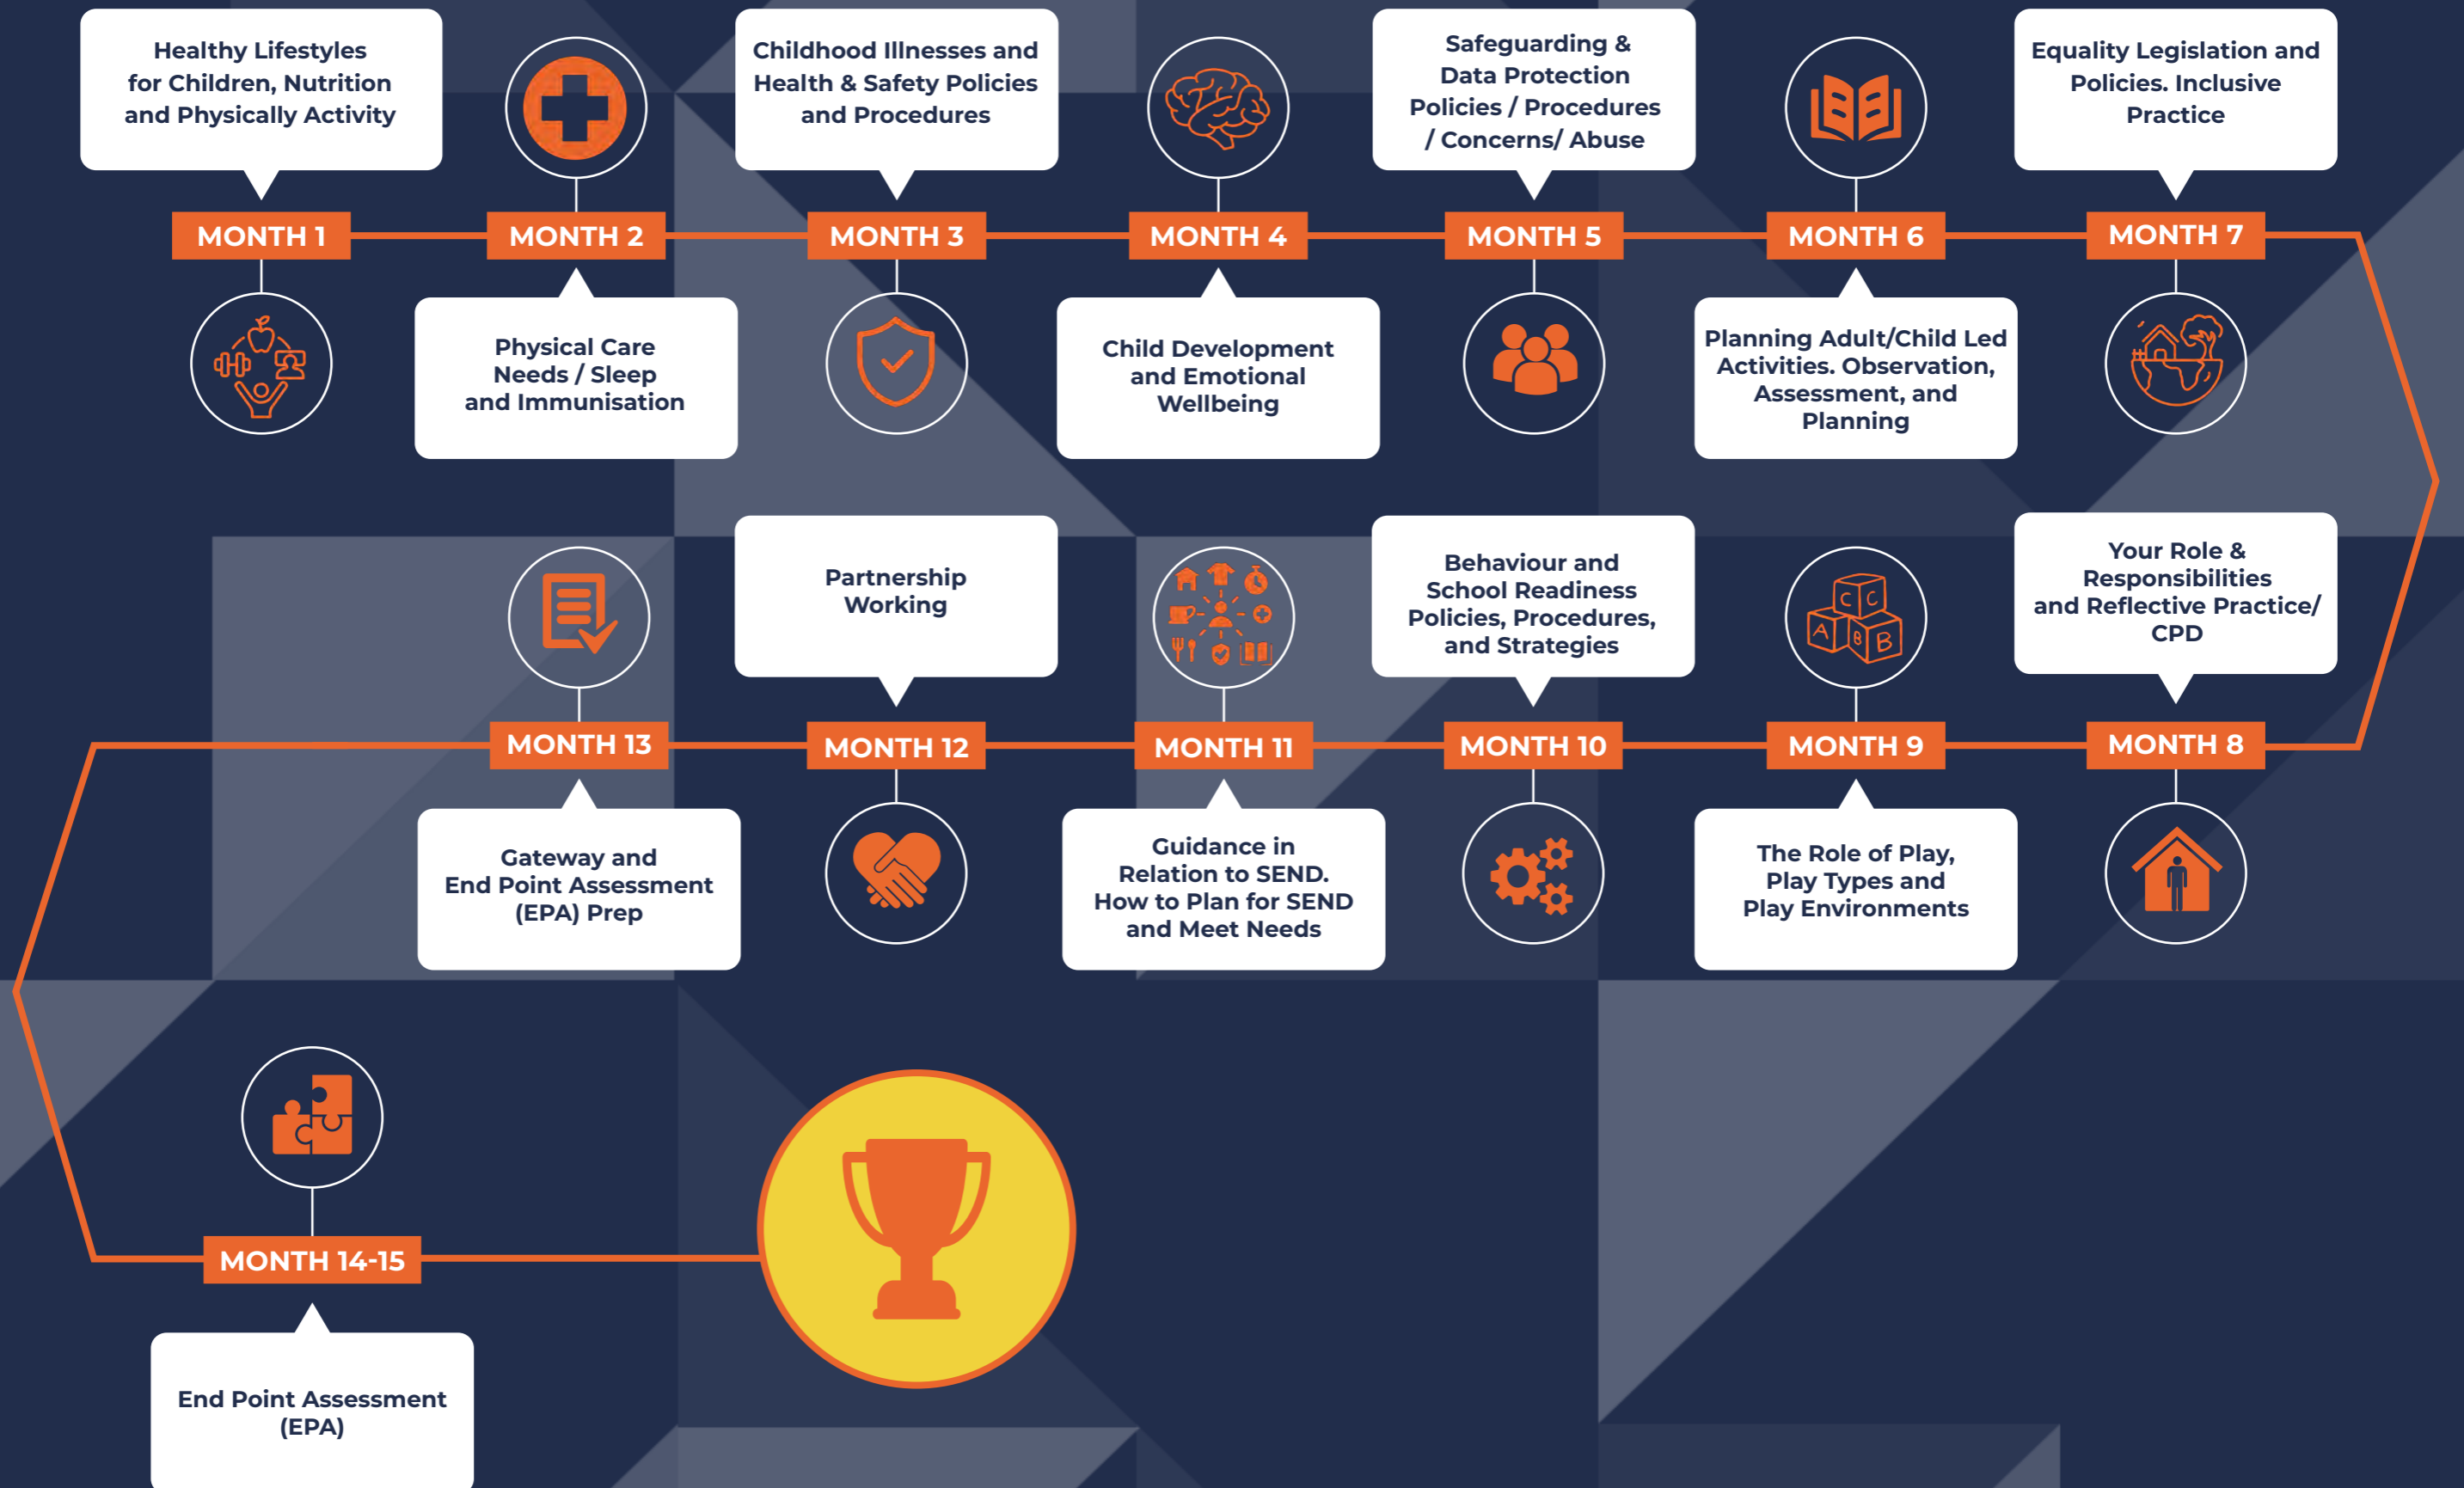 Healthy Lifestyles
for Children, Nutrition
and Physically Activity
MONTH 1
MONTH 2
Physical Care
Needs / Sleep
and Immunisation
Childhood Illnesses and
Health & Safety Policies
and Procedures
MONTH 3
MONTH 4
Child Development
and Emotional
Wellbeing
Safeguarding &
Data Protection
Policies / Procedures
/ Concerns/ Abuse
MONTH 5
MONTH 6
Planning Adult/Child Led
Activities. Observation,
Assessment, and
Planning
Equality Legislation and
Policies. Inclusive
Practice
MONTH 7
Your Role &
Responsibilities
and Reflective Practice/
CPD
MONTH 8
C C
A B B
MONTH 9
The Role of Play,
Play Types and
Play Environments
Behaviour and
School Readiness
Policies, Procedures,
and Strategies
MONTH 10
MONTH 11
Guidance in
Relation to SEND.
How to Plan for SEND
and Meet Needs
Partnership
Working
MONTH 12
MONTH 13
Gateway and
End Point Assessment
(EPA) Prep
MONTH 14-15
End Point Assessment
(EPA)